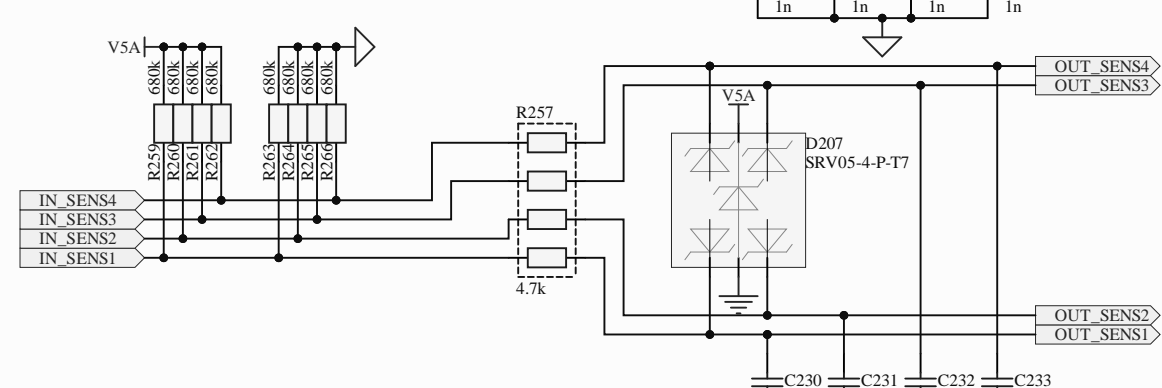 1n 1n 1n 1n
V5A
680k 680k 680k 680k 680k 680k 680k 680k
OUT_SENS4
OUT_SENS3
V5A
R257
D207
SRV05-4-P-T7
R259 R260 R261 R262 R263 R264 R265 R266
IN_SENS4
IN_SENS3
IN_SENS2
IN_SENS1
4.7k
OUT_SENS2
OUT_SENS1
C230 C231 C232 C233